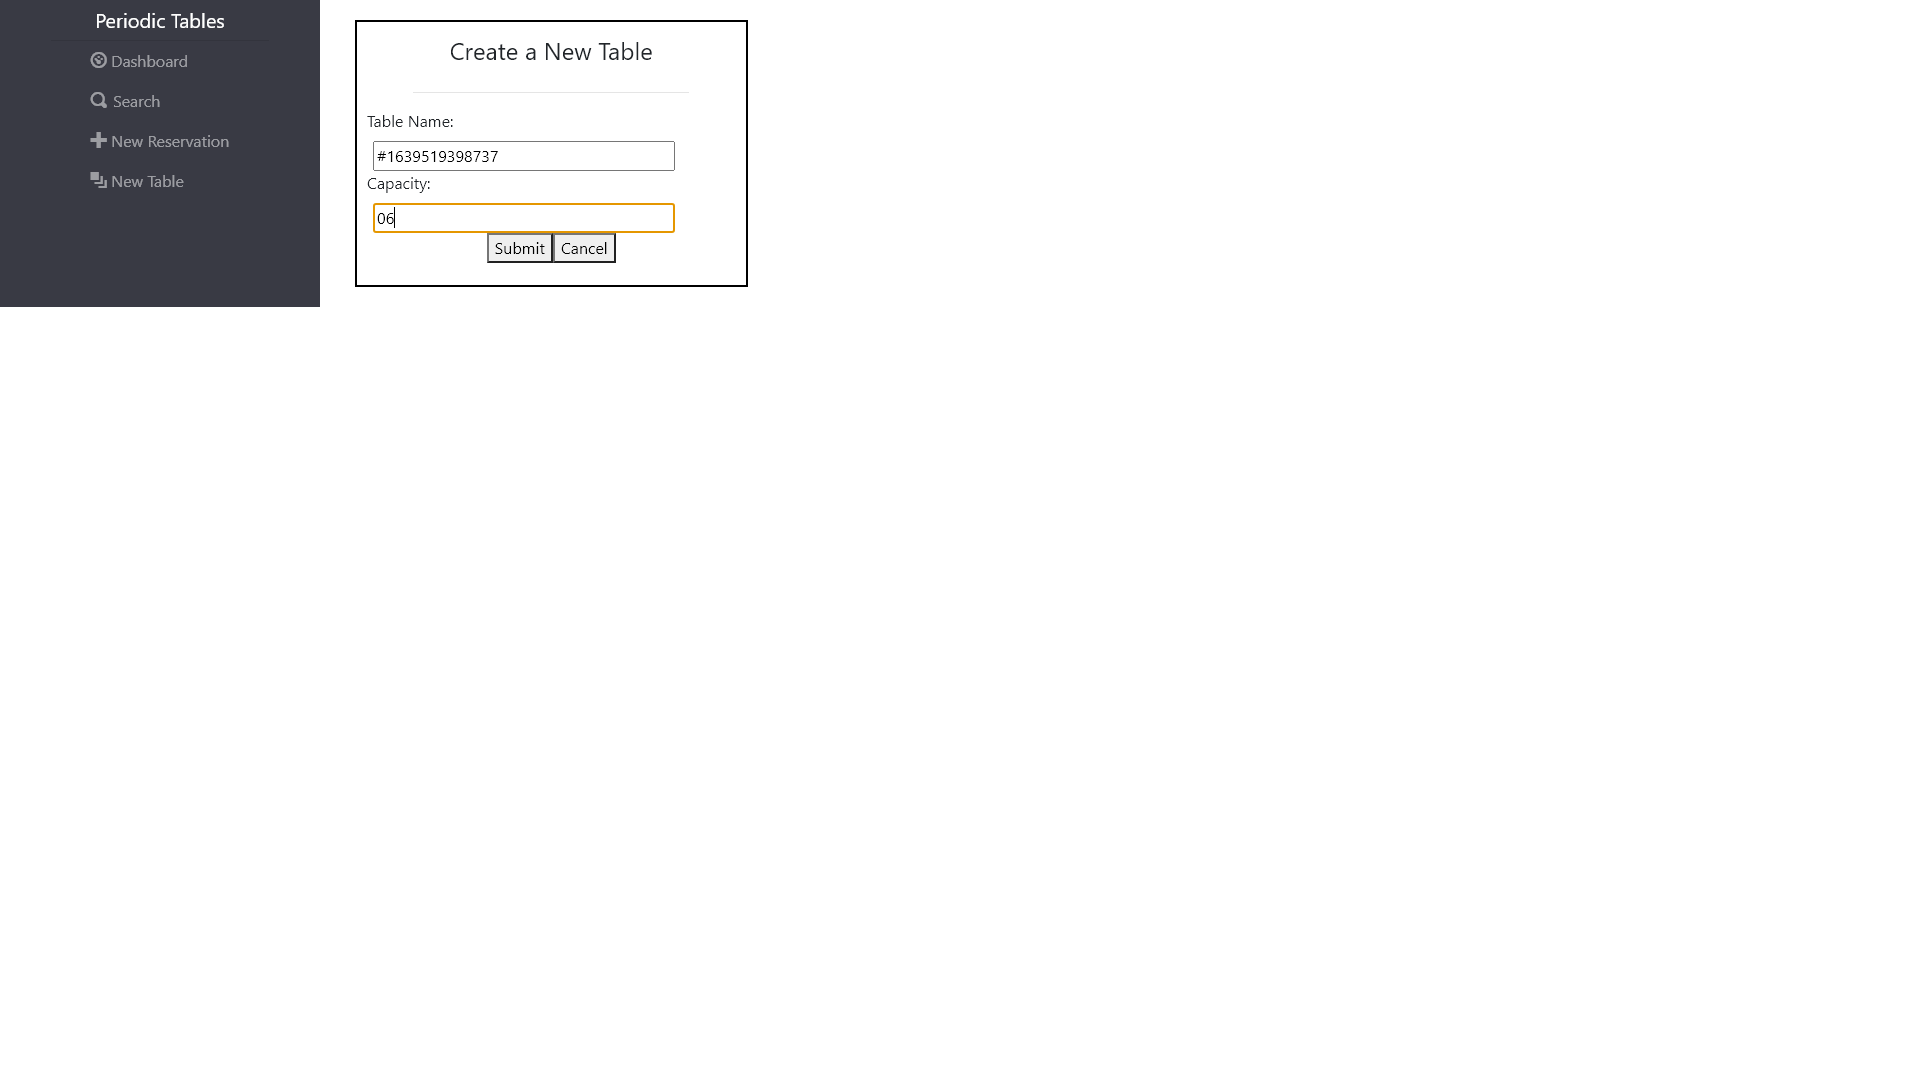 Periodic Tables
Dashboard
Search
New Reservation
New Table
Create a New Table
Table Name:
#1639519398737
Capacity:
06
Submit Cancel